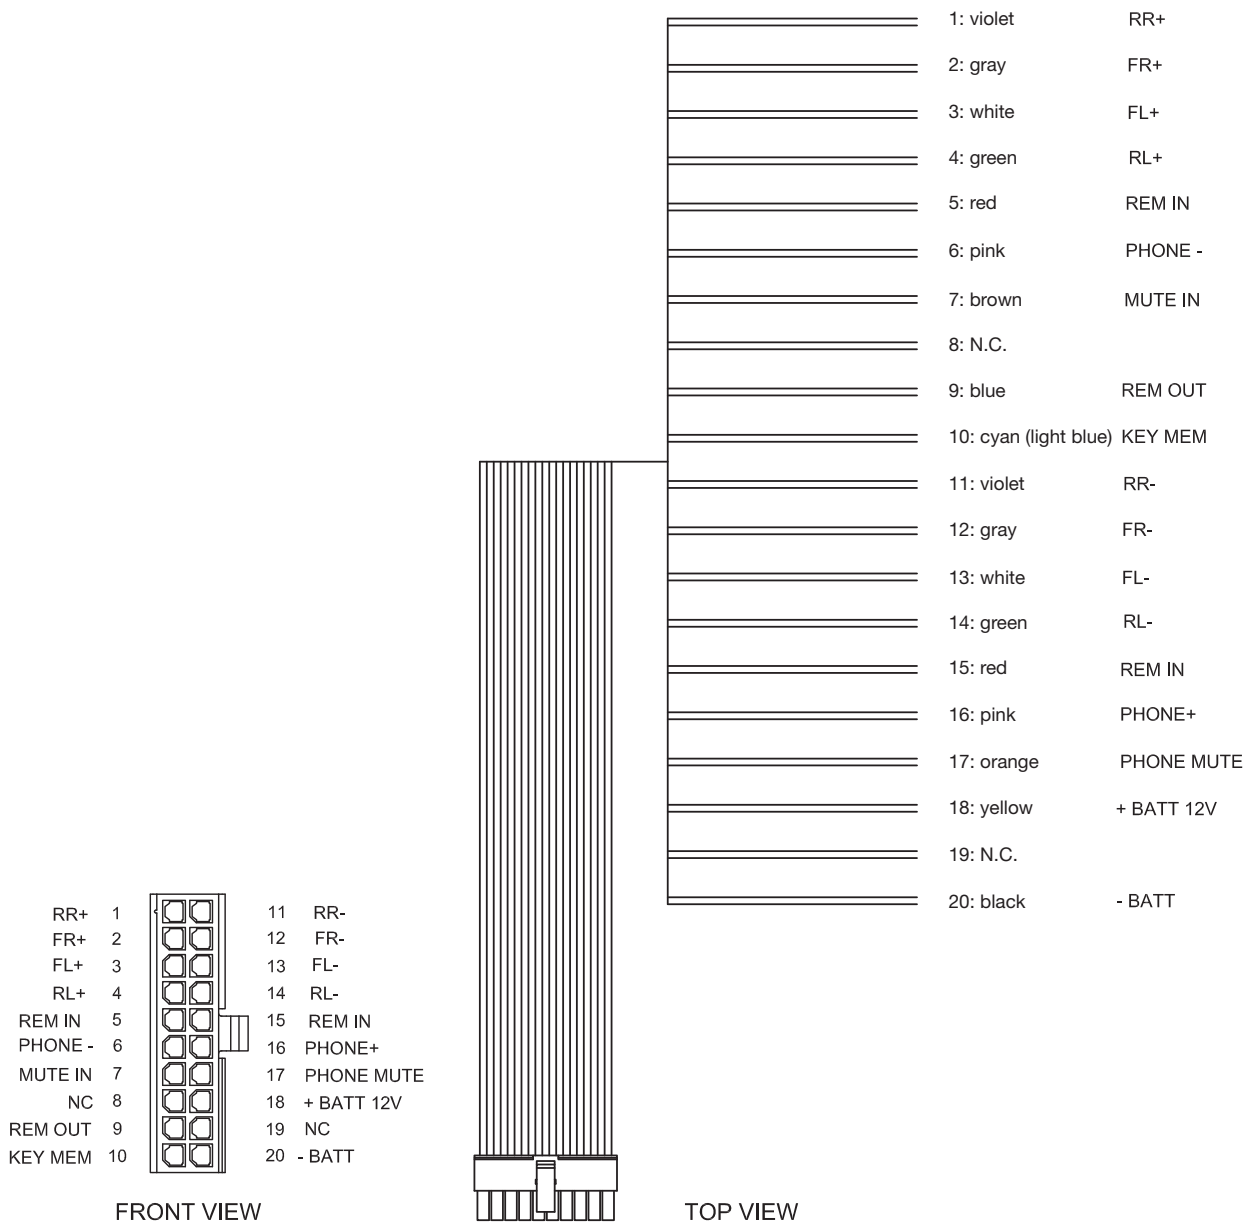 1: violet RR+
2: gray FR+
3: white FL+
4: green RL+
5: red REM IN
6: pink PHONE -
7: brown MUTE IN
8: N.C.
9: blue REM OUT
10: cyan (light blue) KEY MEM
11: violet RR-
12: gray FR-
13: white FL-
14: green RL-
15: red REM IN
16: pink PHONE+
17: orange PHONE MUTE
18: yellow + BATT 12V
19: N.C.
20: black - BATT
RR+ 1 11 RR-
FR+ 2 12 FR-
FL+ 3 13 FL-
RL+ 4 14 RL-
REM IN 5 15 REM IN
PHONE - 6 16 PHONE+
MUTE IN 7 17 PHONE MUTE
NC 8 18 + BATT 12V
REM OUT 9 19 NC
KEY MEM 10 20 - BATT
FRONT VIEW TOP VIEW